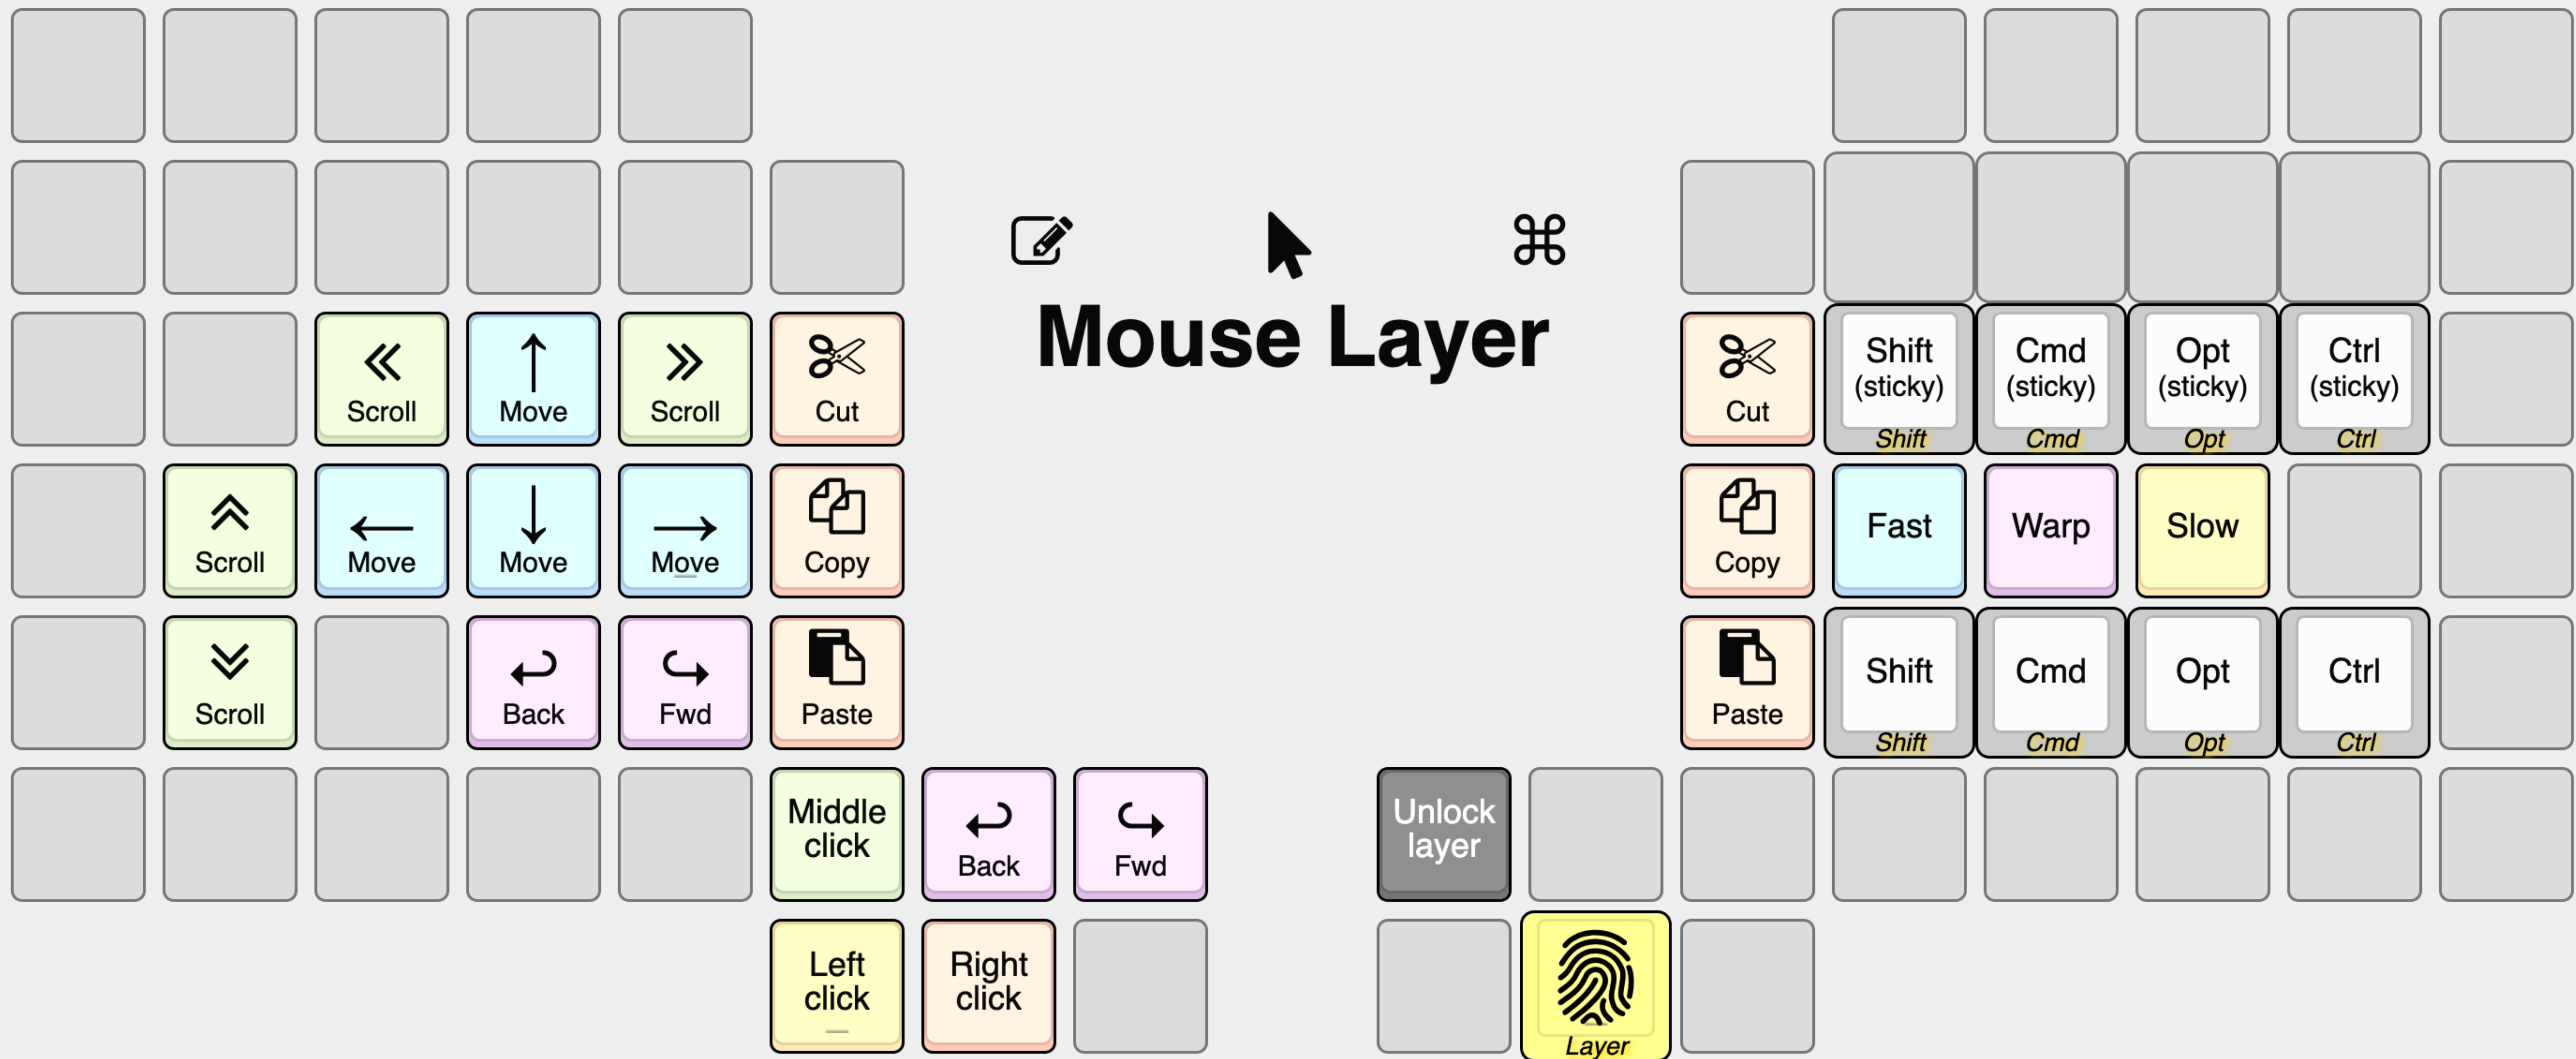 Mouse Layer
Scroll
Move
Scroll
Cut
Cut
Shift
(sticky)
Shift
Cmd
(sticky)
Cmd
Opt
(sticky)
Opt
Ctrl
(sticky)
Ctrl
Scroll
Move
Move
Move
Copy
Copy
Fast
Warp
Slow
Scroll
Back
Fwd
Paste
Paste
Shift
Shift
Cmd
Cmd
Opt
Opt
Ctrl
Ctrl
Middle
click
Back
Fwd
Unlock
layer
Left
click
Right
click
Layer